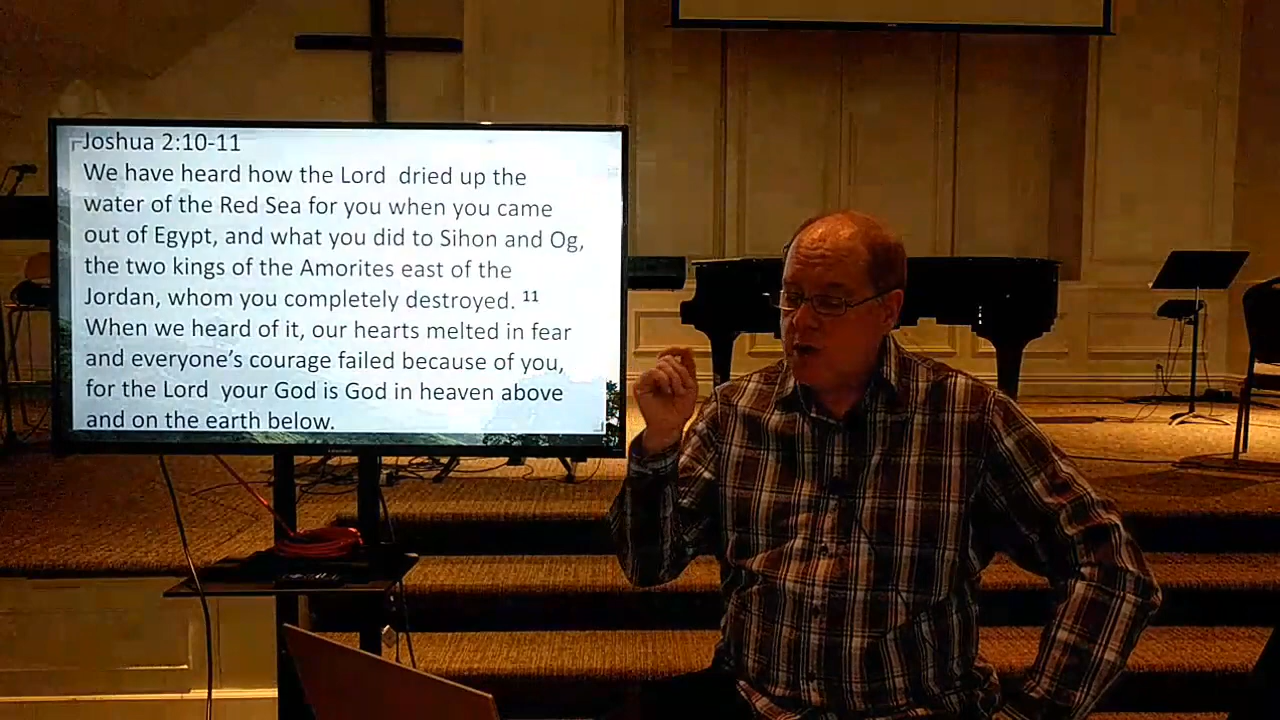 Joshua 2:10-11
We have heard how the Lord dried up the
water of the Red Sea for you when you came
out of Egypt, and what you did to Sihon and Og,
the two kings of the Amorites east of the
Jordan, whom you completely destroyed. 11
When we heard of it, our hearts melted in fear
and everyone's courage failed because of you,
for the Lord your God is God in heaven above
and on the earth below.